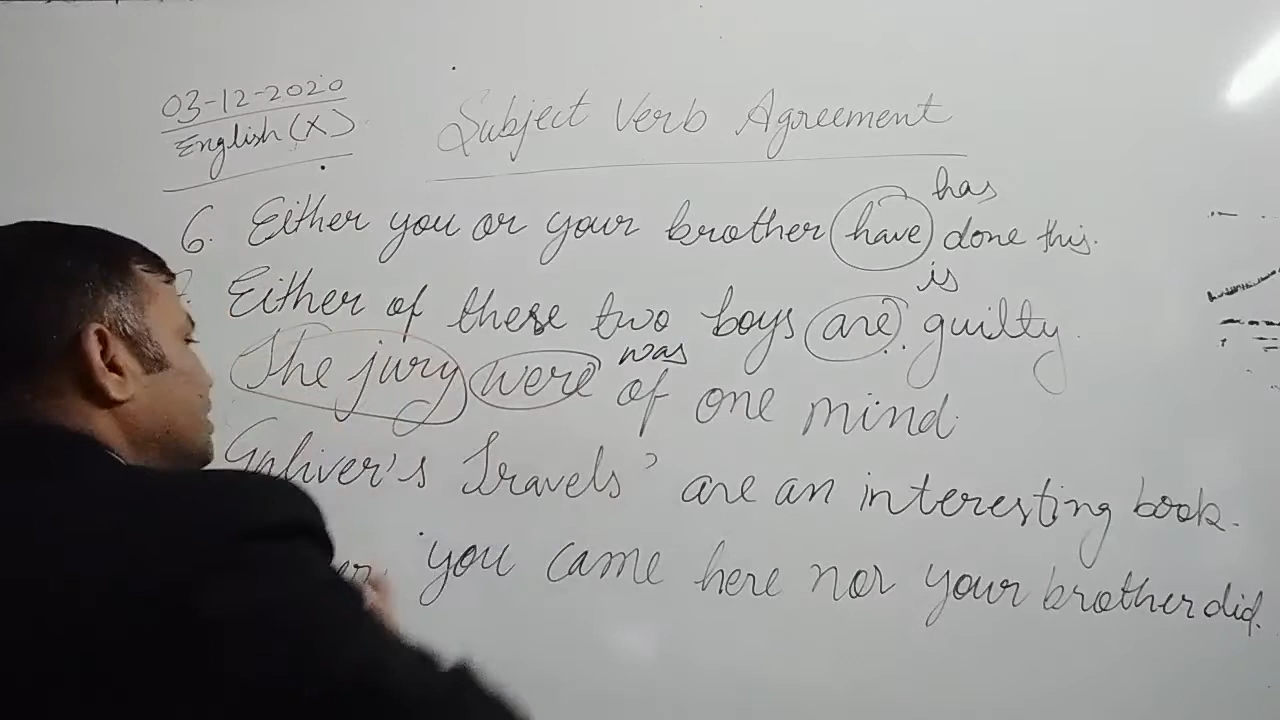 03-12-2020
English (X)
Subject Verb Agreement
has
6. Either you or your brother have done this.
is
Either of these two boys are guilty.
was
The jury were of one mind.
Gulliver's Travels' are an interesting book.
you came here nor your brother did.